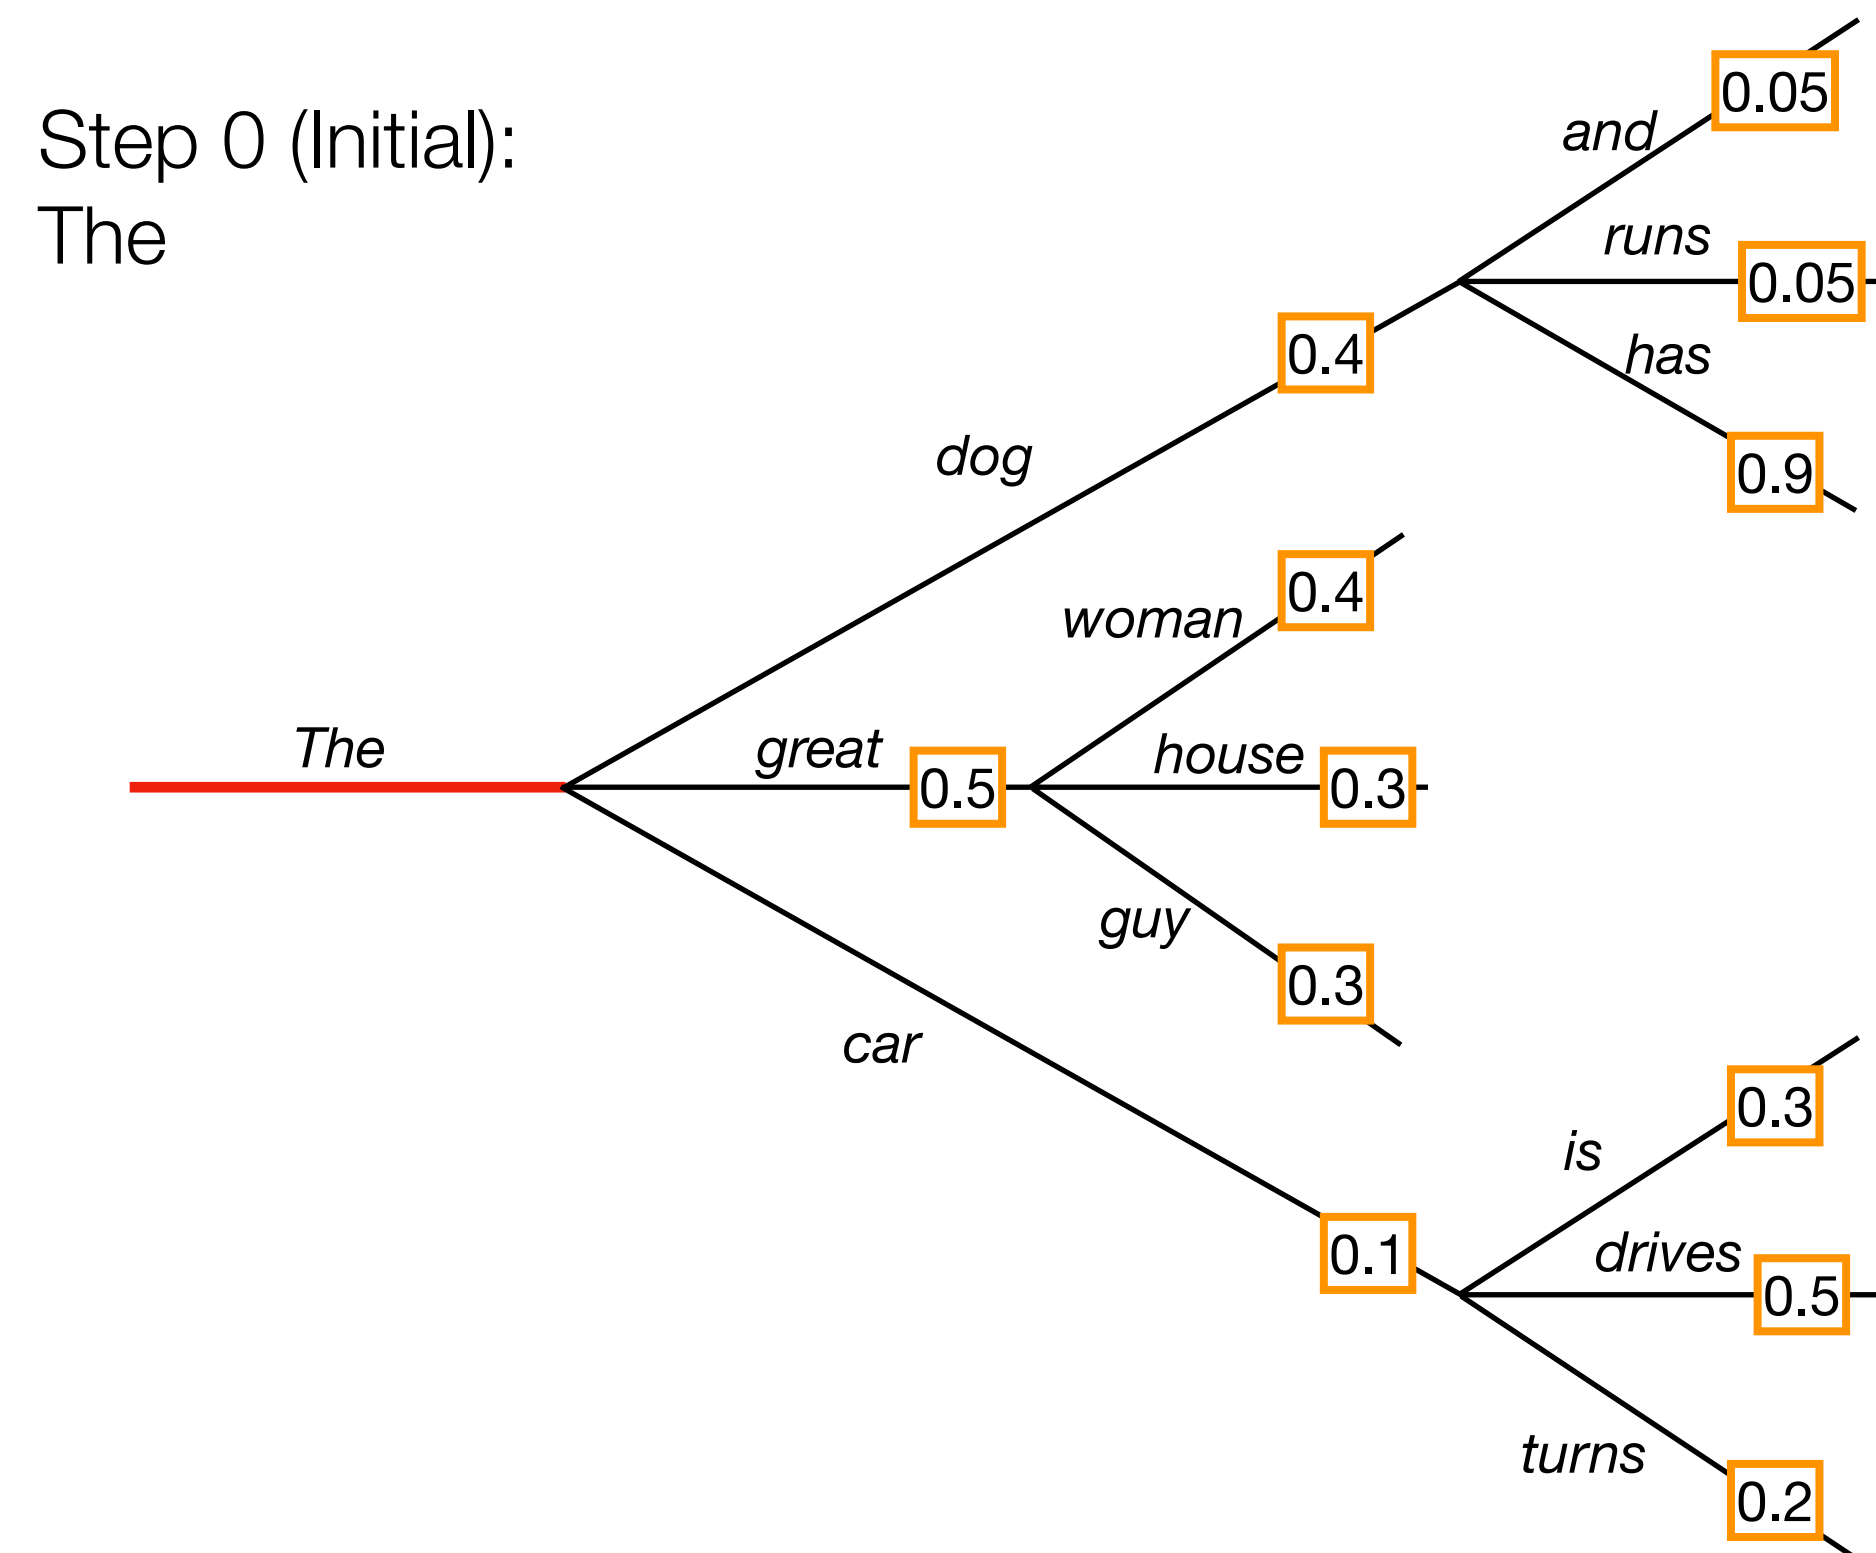 Step 0 (Initial):
The
and
0.05
runs
0.05
has
0.9
0.4
dog
woman
0.4
The
great
0.5
house
0.3
guy
0.3
car
0.1
is
0.3
drives
0.5
turns
0.2